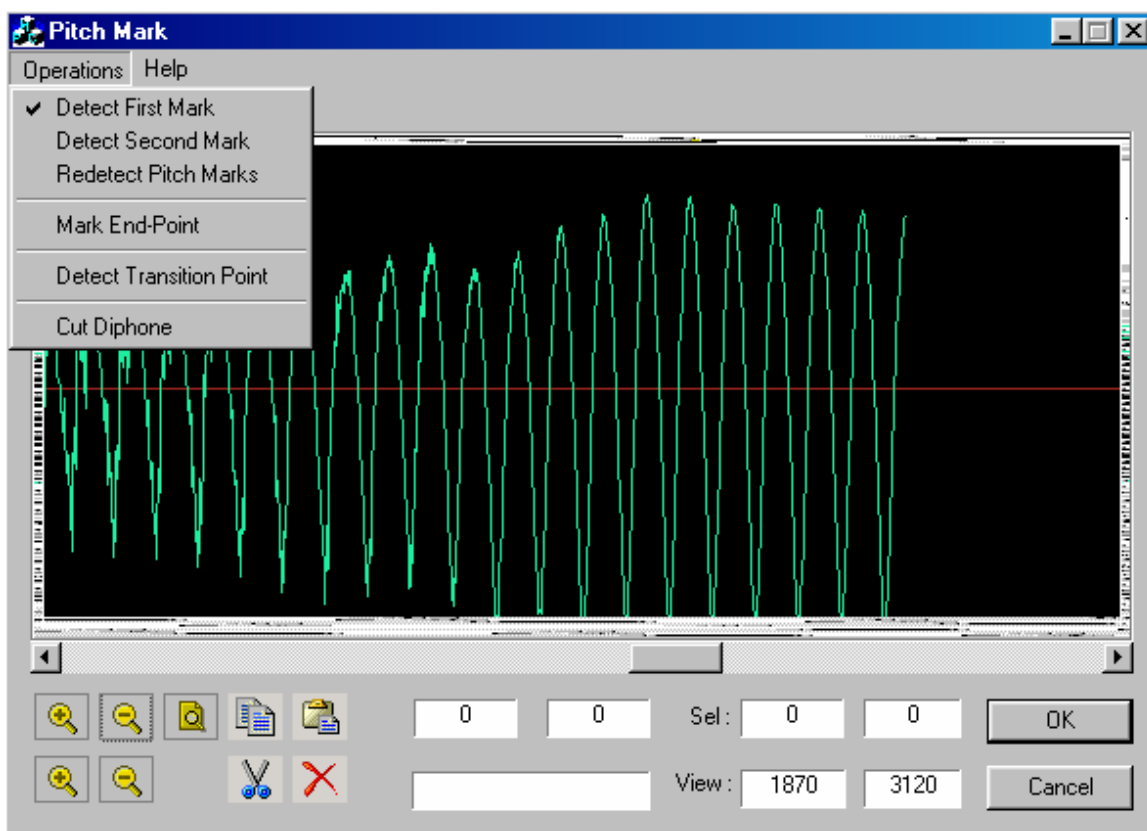 Pitch Mark
Operations Help
Detect First Mark
Detect Second Mark
Redetect Pitch Marks
Mark End-Point
Detect Transition Point
Cut Diphone
0 0 Sel : 0 0 OK
View : 1870 3120 Cancel